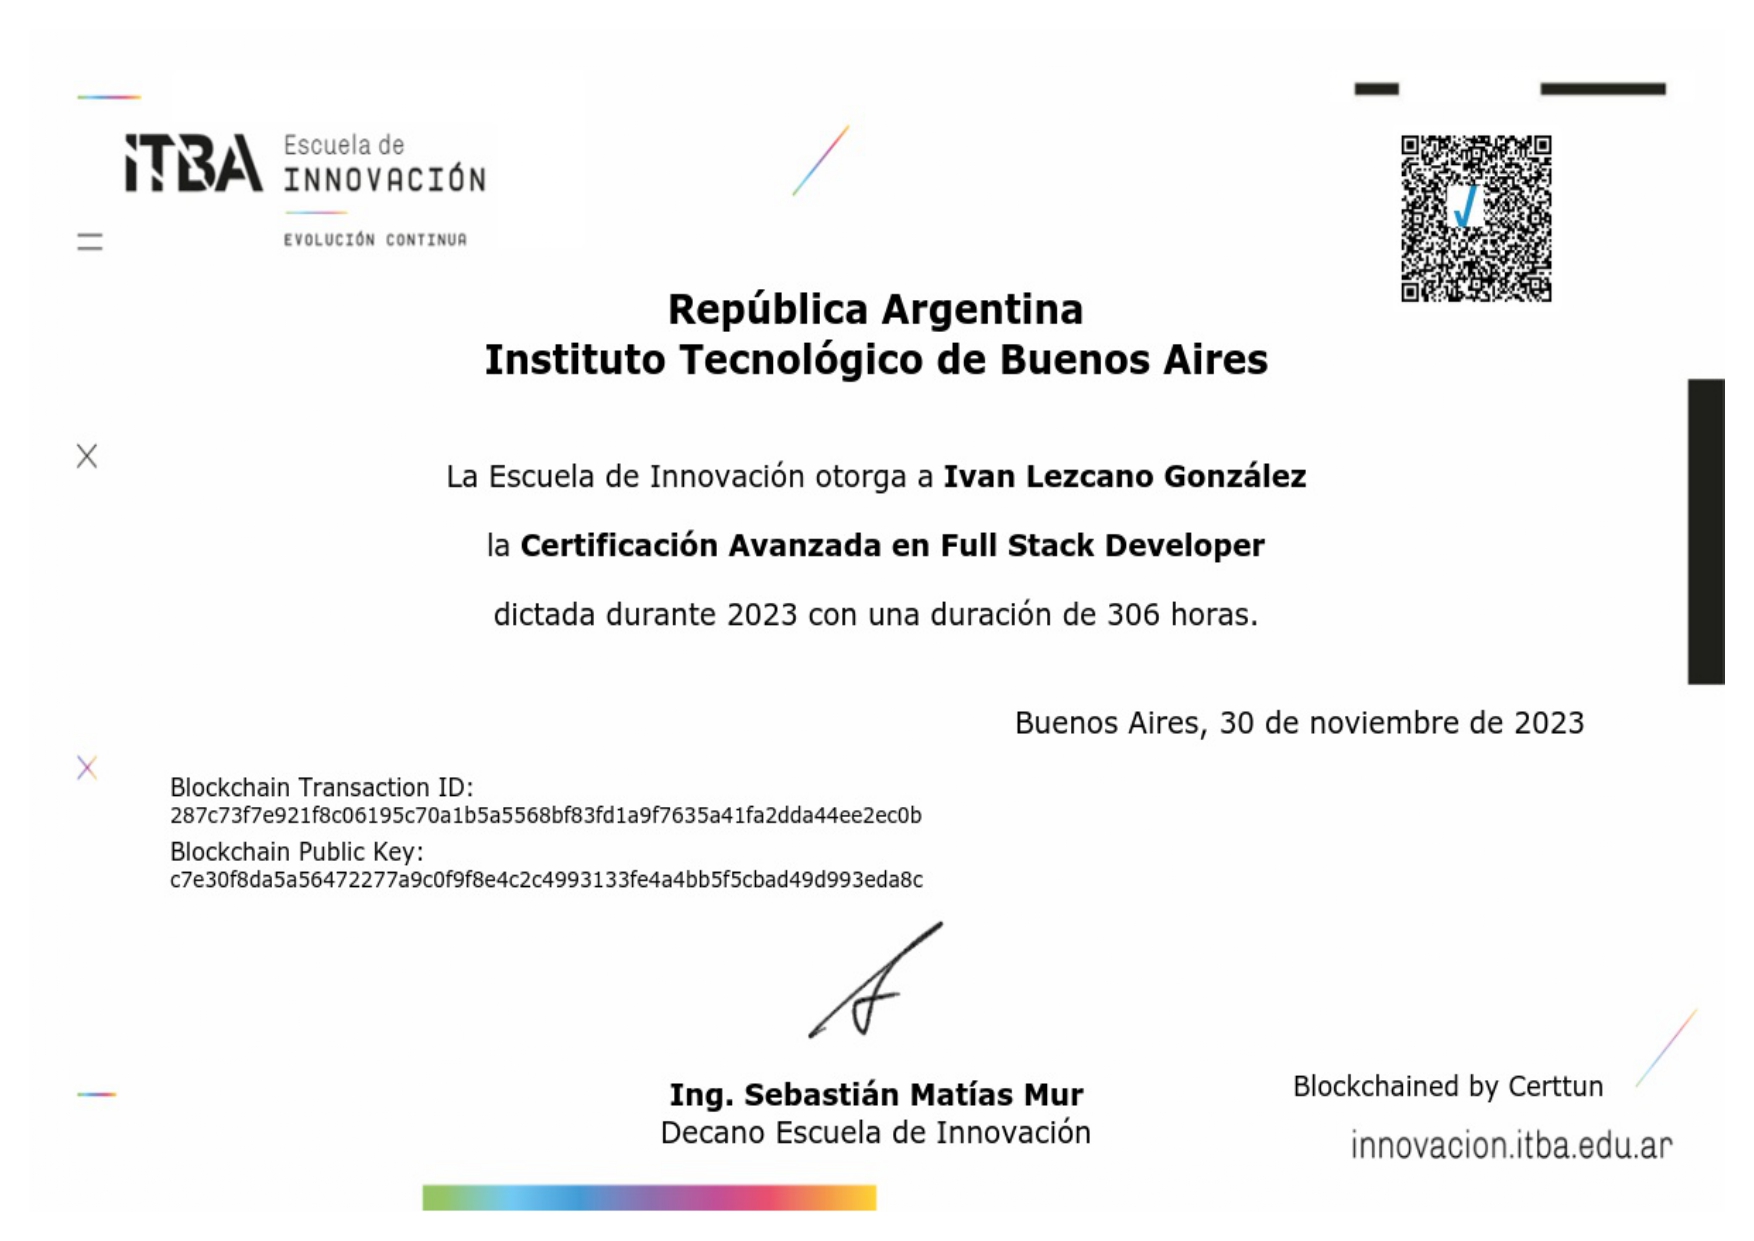 ITBA
Escuela de
INNOVACIÓN
EVOLUCIÓN CONTINUA
República Argentina
Instituto Tecnológico de Buenos Aires
La Escuela de Innovación otorga a Ivan Lezcano González
la Certificación Avanzada en Full Stack Developer
dictada durante 2023 con una duración de 306 horas.
Buenos Aires, 30 de noviembre de 2023
Blockchain Transaction ID:
287c73f7e921f8c06195c70a1b5a5568bf83fd1a9f7635a41fa2dda44ee2ec0b
Blockchain Public Key:
c7e30f8da5a56472277a9c0f9f8e4c2c4993133fe4a4bb5f5cbad49d993eda8c
Ing. Sebastián Matías Mur
Decano Escuela de Innovación
Blockchained by Certtun
innovacion.itba.edu.ar